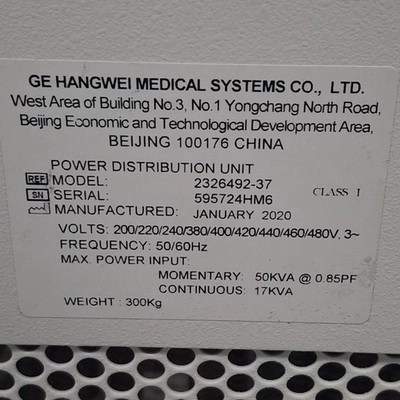 GE HANGWEI MEDICAL SYSTEMS CO., LTD.
West Area of Building No.3, No.1 Yongchang North Road,
Beijing Economic and Technological Development Area,
BEIJING 100176 CHINA
POWER DISTRIBUTION UNIT
REF MODEL: 2326492-37
SN SERIAL: 595724HM6 CLASS I
MANUFACTURED: JANUARY 2020
VOLTS: 200/220/240/380/400/420/440/460/480V, 3~
FREQUENCY: 50/60Hz
MAX. POWER INPUT:
MOMENTARY: 50KVA @ 0.85PF
CONTINUOUS: 17KVA
WEIGHT: 300Kg